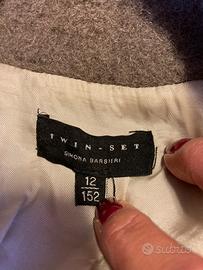 TWIN-SET
SIMONA BARBIERI
12
152
subito